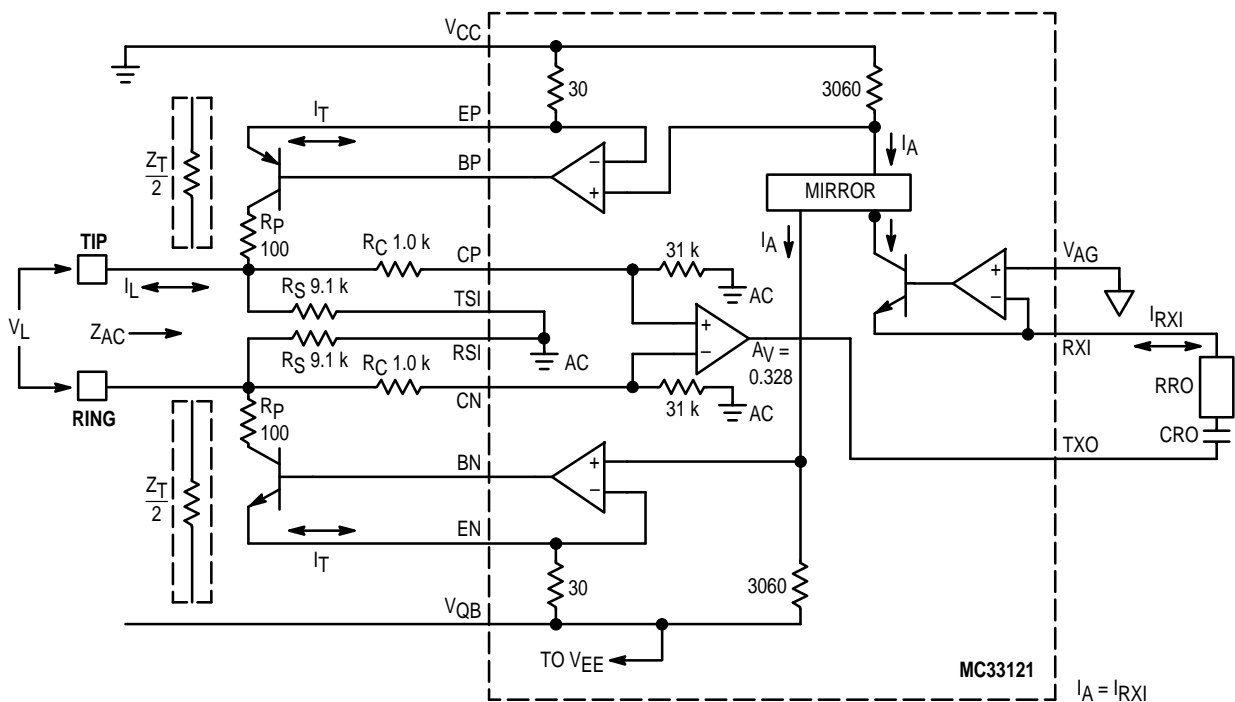 VCC
30
3060
IT
EP
IA
ZT
2
BP
MIRROR
RP
100
TIP
RC 1.0 k
CP
31 k
IA
VAG
IL
AC
RS 9.1 k
TSI
IRXI
VL
ZAC
RS 9.1 k
RSI
AC
AV =
0.328
RXI
RC 1.0 k
CN
31 k
AC
RRO
RING
RP
100
CRO
BN
TXO
ZT
2
EN
IT
30
3060
VQB
TO VEE
MC33121
IA = IRXI